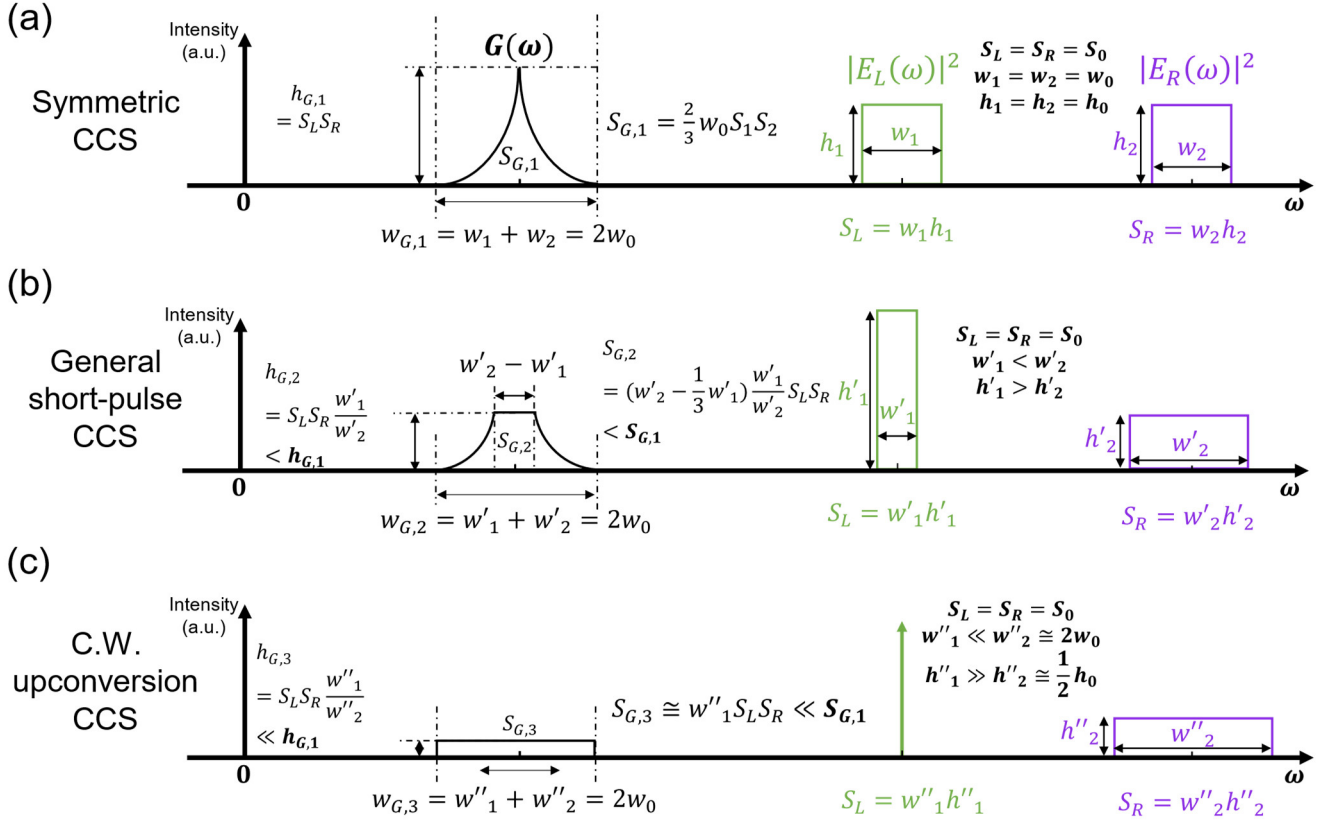 (a)
Symmetric
CCS
Intensity
(a.u.)
h_{G,1}
= S_L S_R
G(ω)
S_{G,1}
S_{G,1} = \frac{2}{3} w_0 S_1 S_2
w_{G,1} = w_1 + w_2 = 2w_0
|E_L(ω)|^2
h_1
w_1
S_L = w_1 h_1
S_L = S_R = S_0
w_1 = w_2 = w_0
h_1 = h_2 = h_0
|E_R(ω)|^2
h_2
w_2
S_R = w_2 h_2
0
ω
(b)
General
short-pulse
CCS
Intensity
(a.u.)
h_{G,2}
= S_L S_R \frac{w'_1}{w'_2}
< h_{G,1}
w'_2 − w'_1
S_{G,2}
S_{G,2}
= (w'_2 − \frac{1}{3} w'_1) \frac{w'_1}{w'_2} S_L S_R
< S_{G,1}
w_{G,2} = w'_1 + w'_2 = 2w_0
h'_1
w'_1
S_L = w'_1 h'_1
S_L = S_R = S_0
w'_1 < w'_2
h'_1 > h'_2
h'_2
w'_2
S_R = w'_2 h'_2
0
ω
(c)
C.W.
upconversion
CCS
Intensity
(a.u.)
h_{G,3}
= S_L S_R \frac{w''_1}{w''_2}
≪ h_{G,1}
S_{G,3}
S_{G,3} ≅ w''_1 S_L S_R ≪ S_{G,1}
w_{G,3} = w''_1 + w''_2 = 2w_0
S_L = w''_1 h''_1
S_L = S_R = S_0
w''_1 ≪ w''_2 ≅ 2w_0
h''_1 ≫ h''_2 ≅ \frac{1}{2} h_0
h''_2
w''_2
S_R = w''_2 h''_2
0
ω